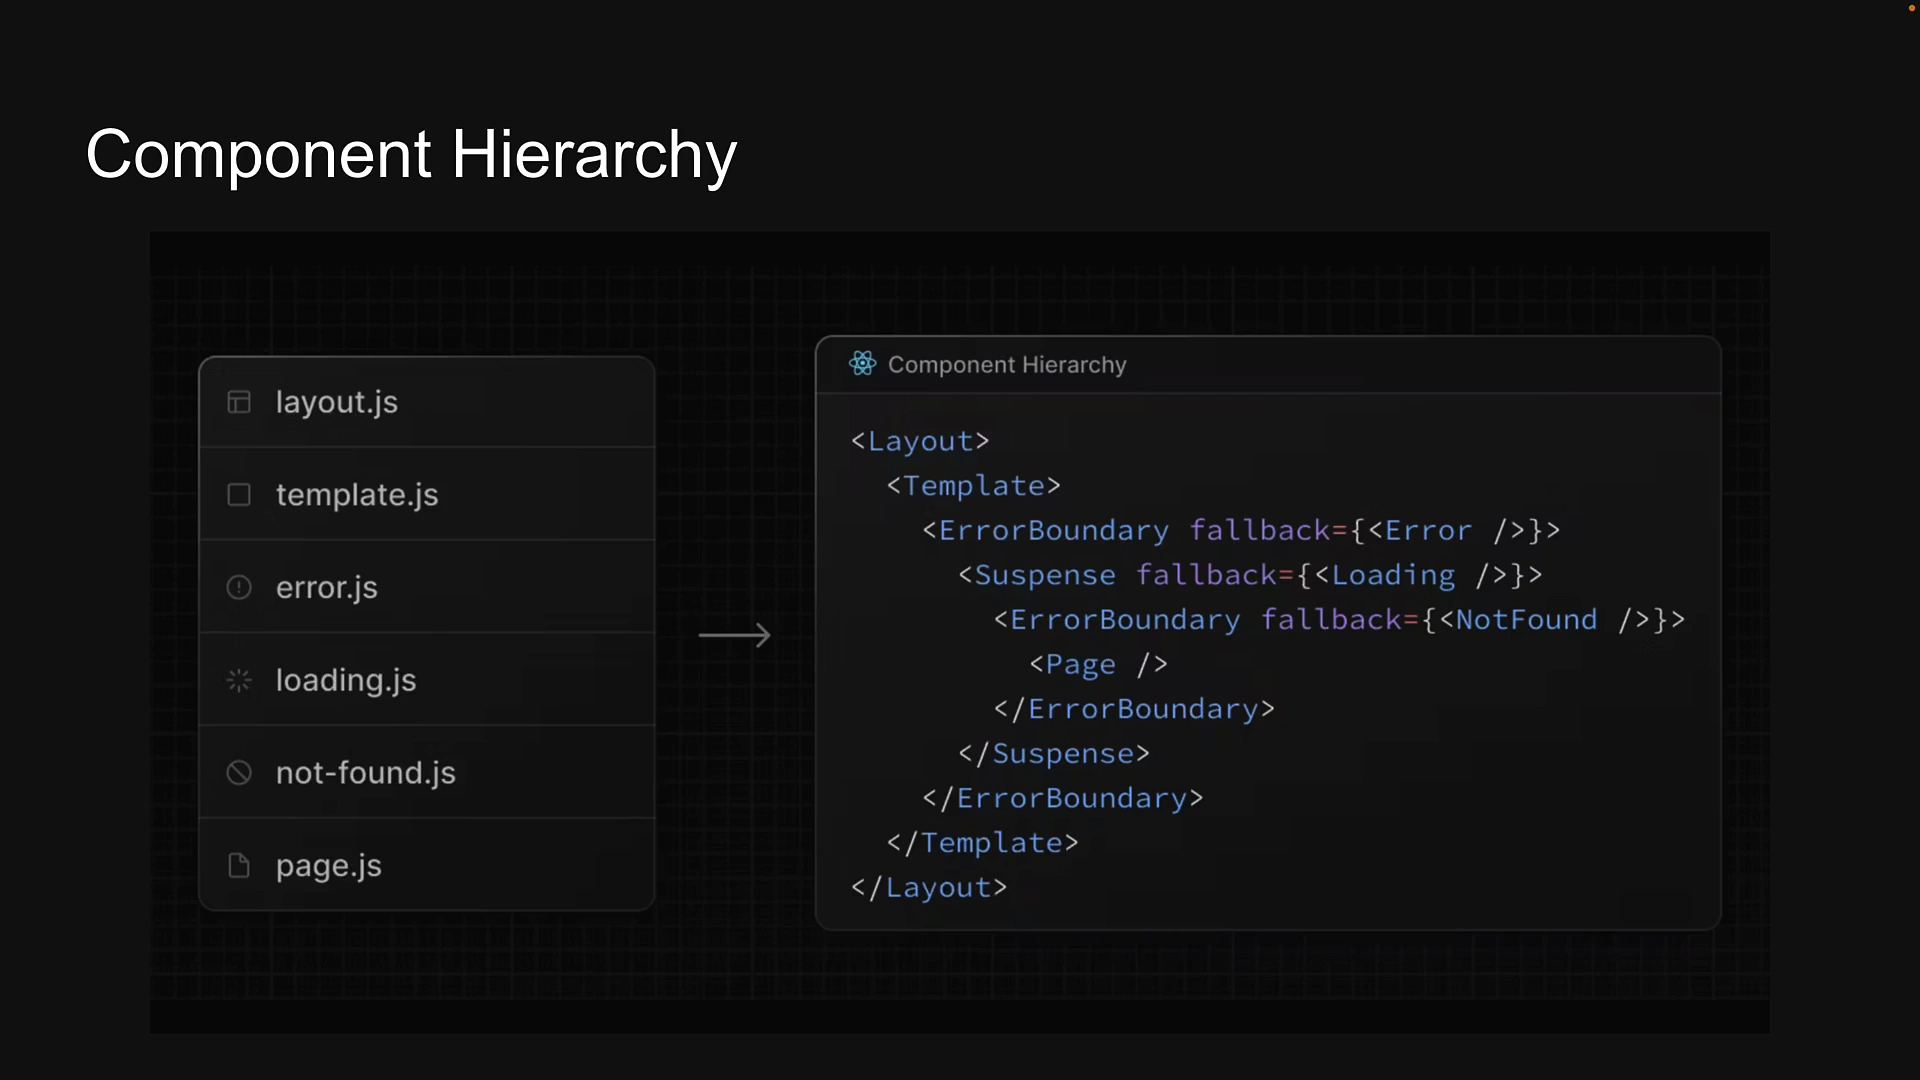 Component Hierarchy
layout.js
template.js
error.js
loading.js
not-found.js
page.js
Component Hierarchy
<Layout>
<Template>
<ErrorBoundary fallback={<Error />}>
<Suspense fallback={<Loading />}>
<ErrorBoundary fallback={<NotFound />}>
<Page />
</ErrorBoundary>
</Suspense>
</ErrorBoundary>
</Template>
</Layout>